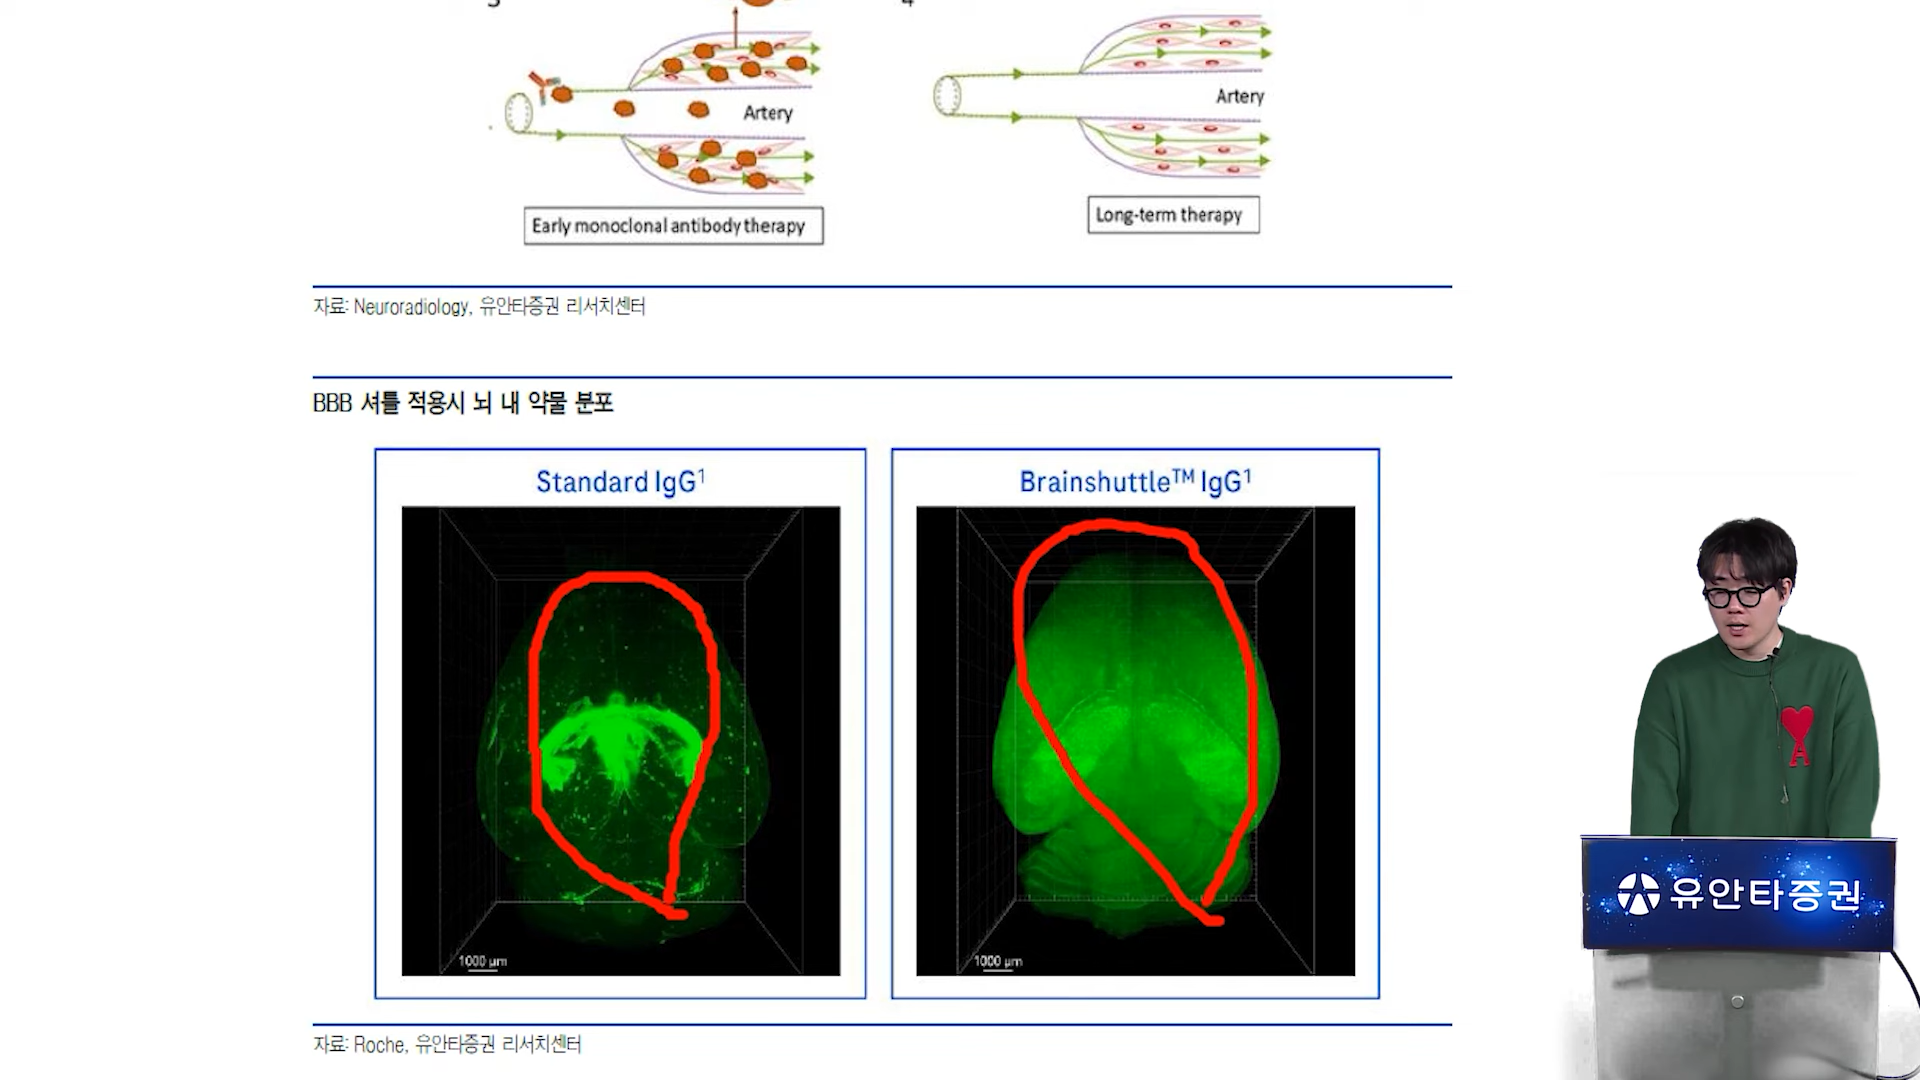 Artery
Artery
Early monoclonal antibody therapy
Long-term therapy
자료: Neuroradiology, 유안타증권 리서치센터
BBB 셔틀 적용시 뇌 내 약물 분포
Standard IgG1
Brainshuttle™ IgG1
1000 µm
1000 µm
자료: Roche, 유안타증권 리서치센터
A
유안타증권